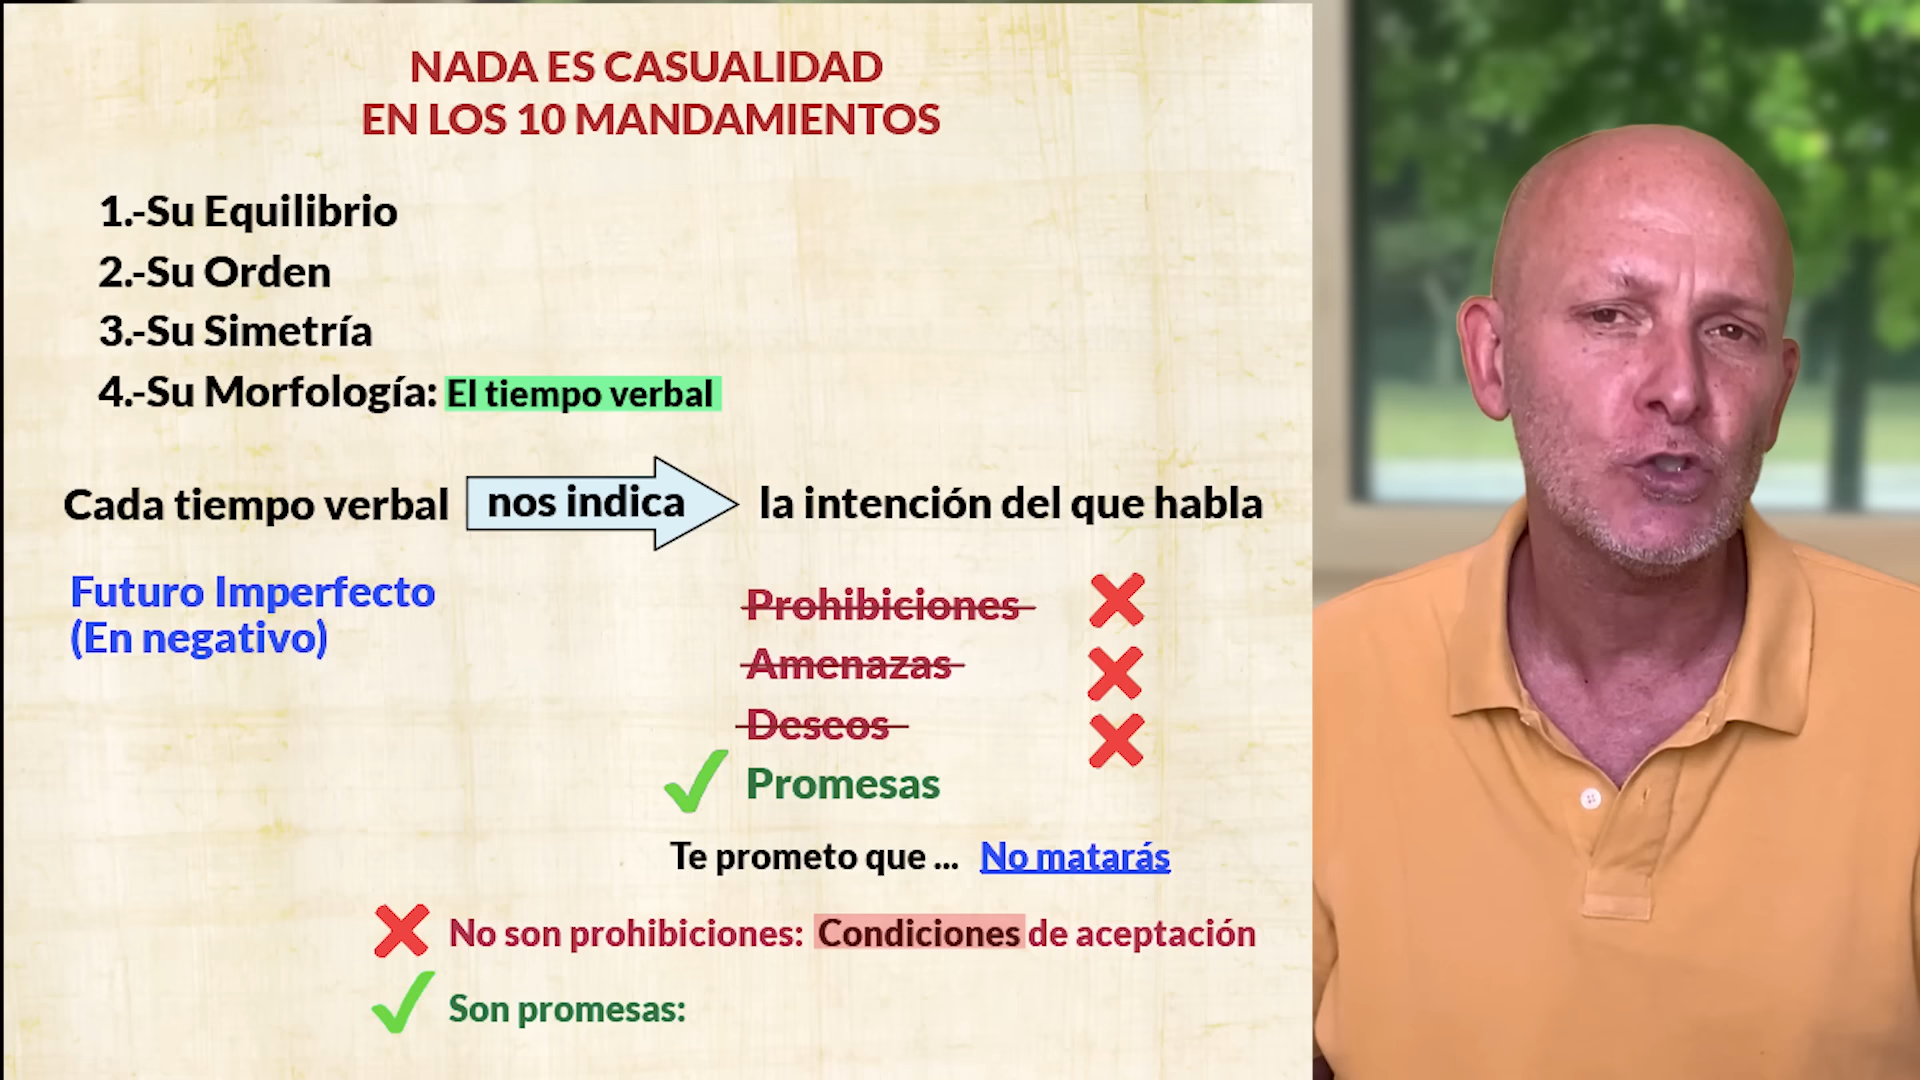 NADA ES CASUALIDAD
EN LOS 10 MANDAMIENTOS
1.-Su Equilibrio
2.-Su Orden
3.-Su Simetría
4.-Su Morfología: El tiempo verbal
Cada tiempo verbal nos indica la intención del que habla
Futuro Imperfecto
(En negativo)
Prohibiciones
Amenazas
Deseos
Promesas
Te prometo que ... No matarás
No son prohibiciones: Condiciones de aceptación
Son promesas: